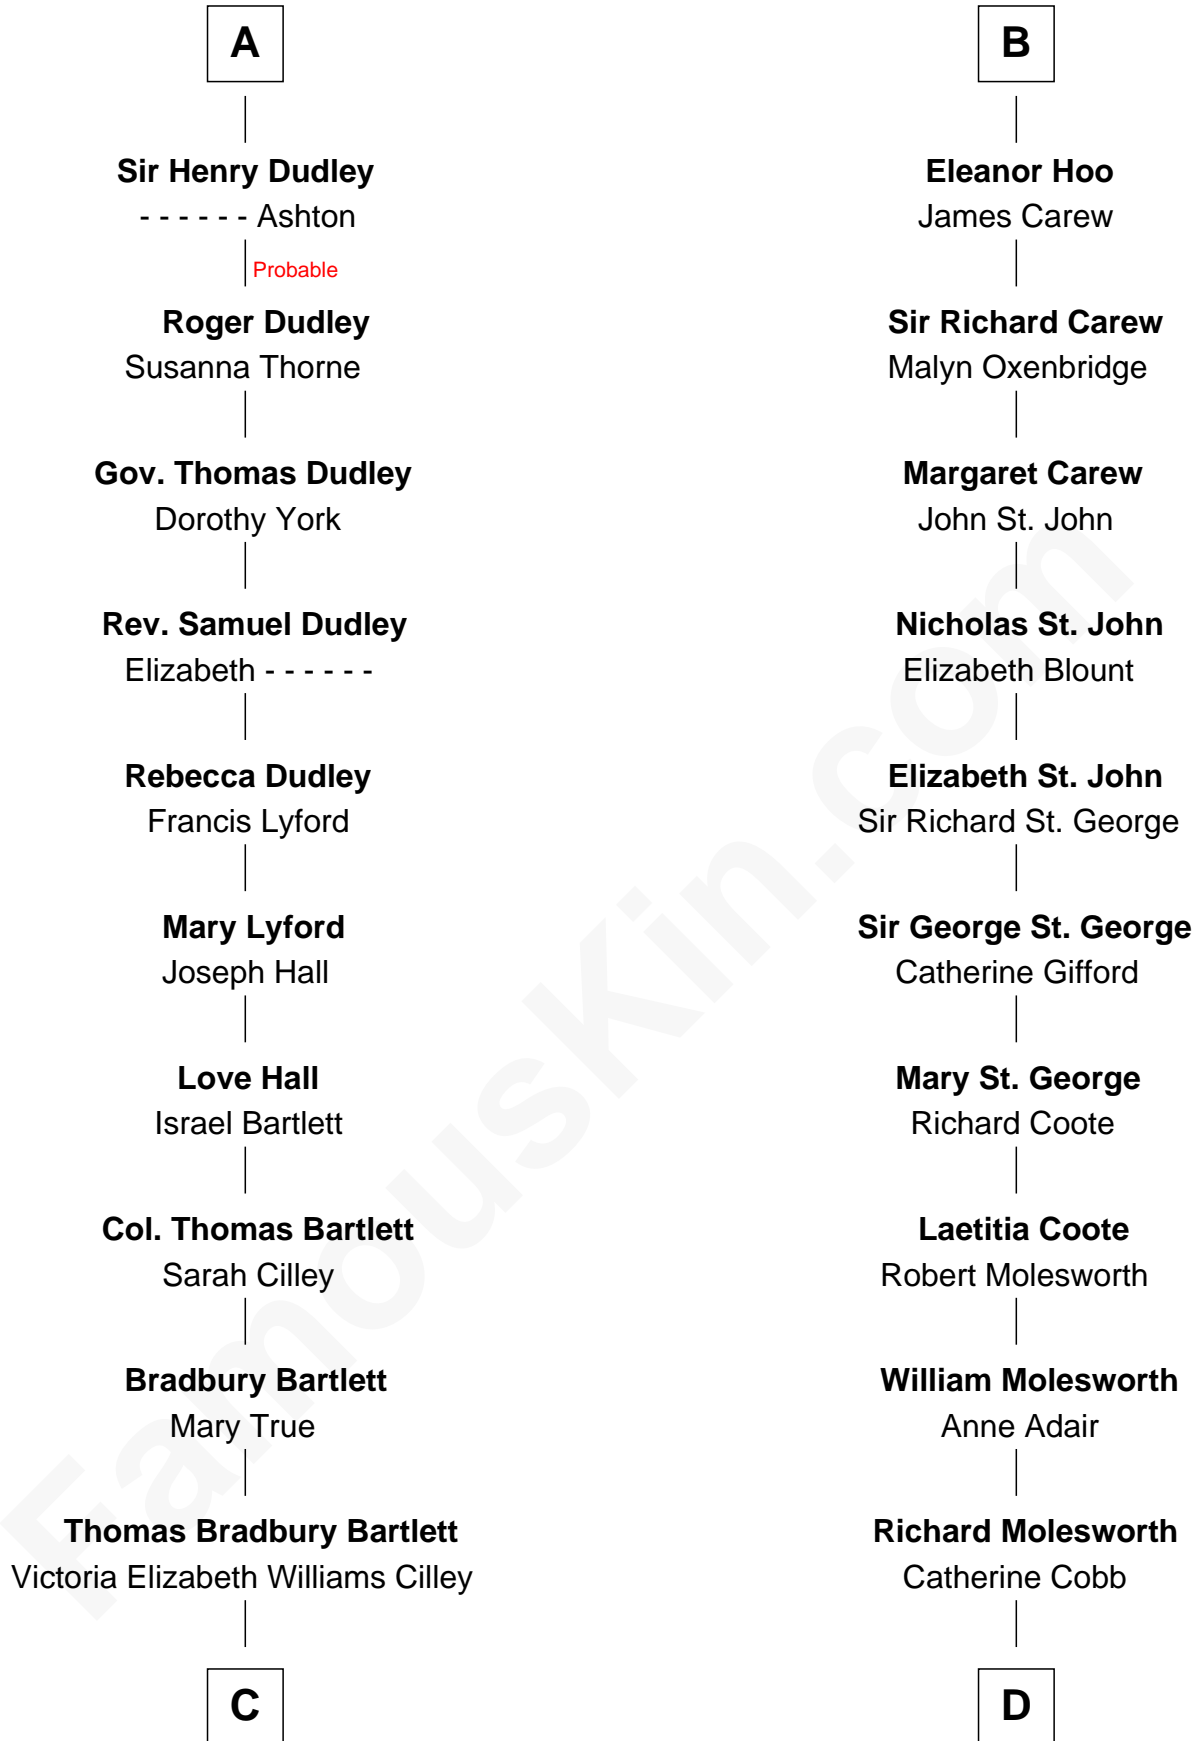 A
Sir Henry Dudley
- - - - - - Ashton
Probable
Roger Dudley
Susanna Thorne
Gov. Thomas Dudley
Dorothy York
Rev. Samuel Dudley
Elizabeth - - - - - -
Rebecca Dudley
Francis Lyford
Mary Lyford
Joseph Hall
Love Hall
Israel Bartlett
Col. Thomas Bartlett
Sarah Cilley
Bradbury Bartlett
Mary True
Thomas Bradbury Bartlett
Victoria Elizabeth Williams Cilley
C
B
Eleanor Hoo
James Carew
Sir Richard Carew
Malyn Oxenbridge
Margaret Carew
John St. John
Nicholas St. John
Elizabeth Blount
Elizabeth St. John
Sir Richard St. George
Sir George St. George
Catherine Gifford
Mary St. George
Richard Coote
Laetitia Coote
Robert Molesworth
William Molesworth
Anne Adair
Richard Molesworth
Catherine Cobb
D
FamousKin.com